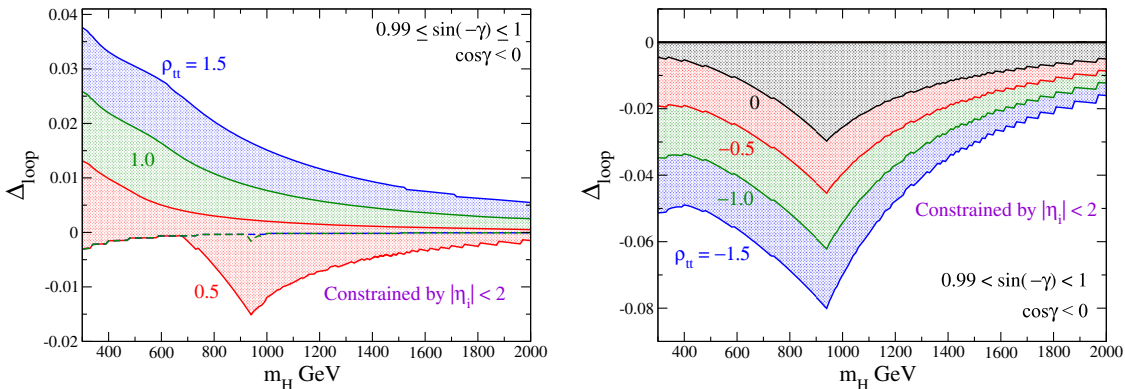 0.99 ≤ sin(−γ) ≤ 1
cosγ < 0
ρtt = 1.5
1.0
0.5
Constrained by |ηi| < 2
0.04
0.03
0.02
0.01
0
-0.01
-0.02
Δloop
400 600 800 1000 1200 1400 1600 1800 2000
mH GeV
400 600 800 1000 1200 1400 1600 1800 2000
0
-0.02
-0.04
-0.06
-0.08
Δloop
0
−0.5
−1.0
ρtt = −1.5
Constrained by |ηi| < 2
0.99 < sin(−γ) < 1
cosγ < 0
mH GeV